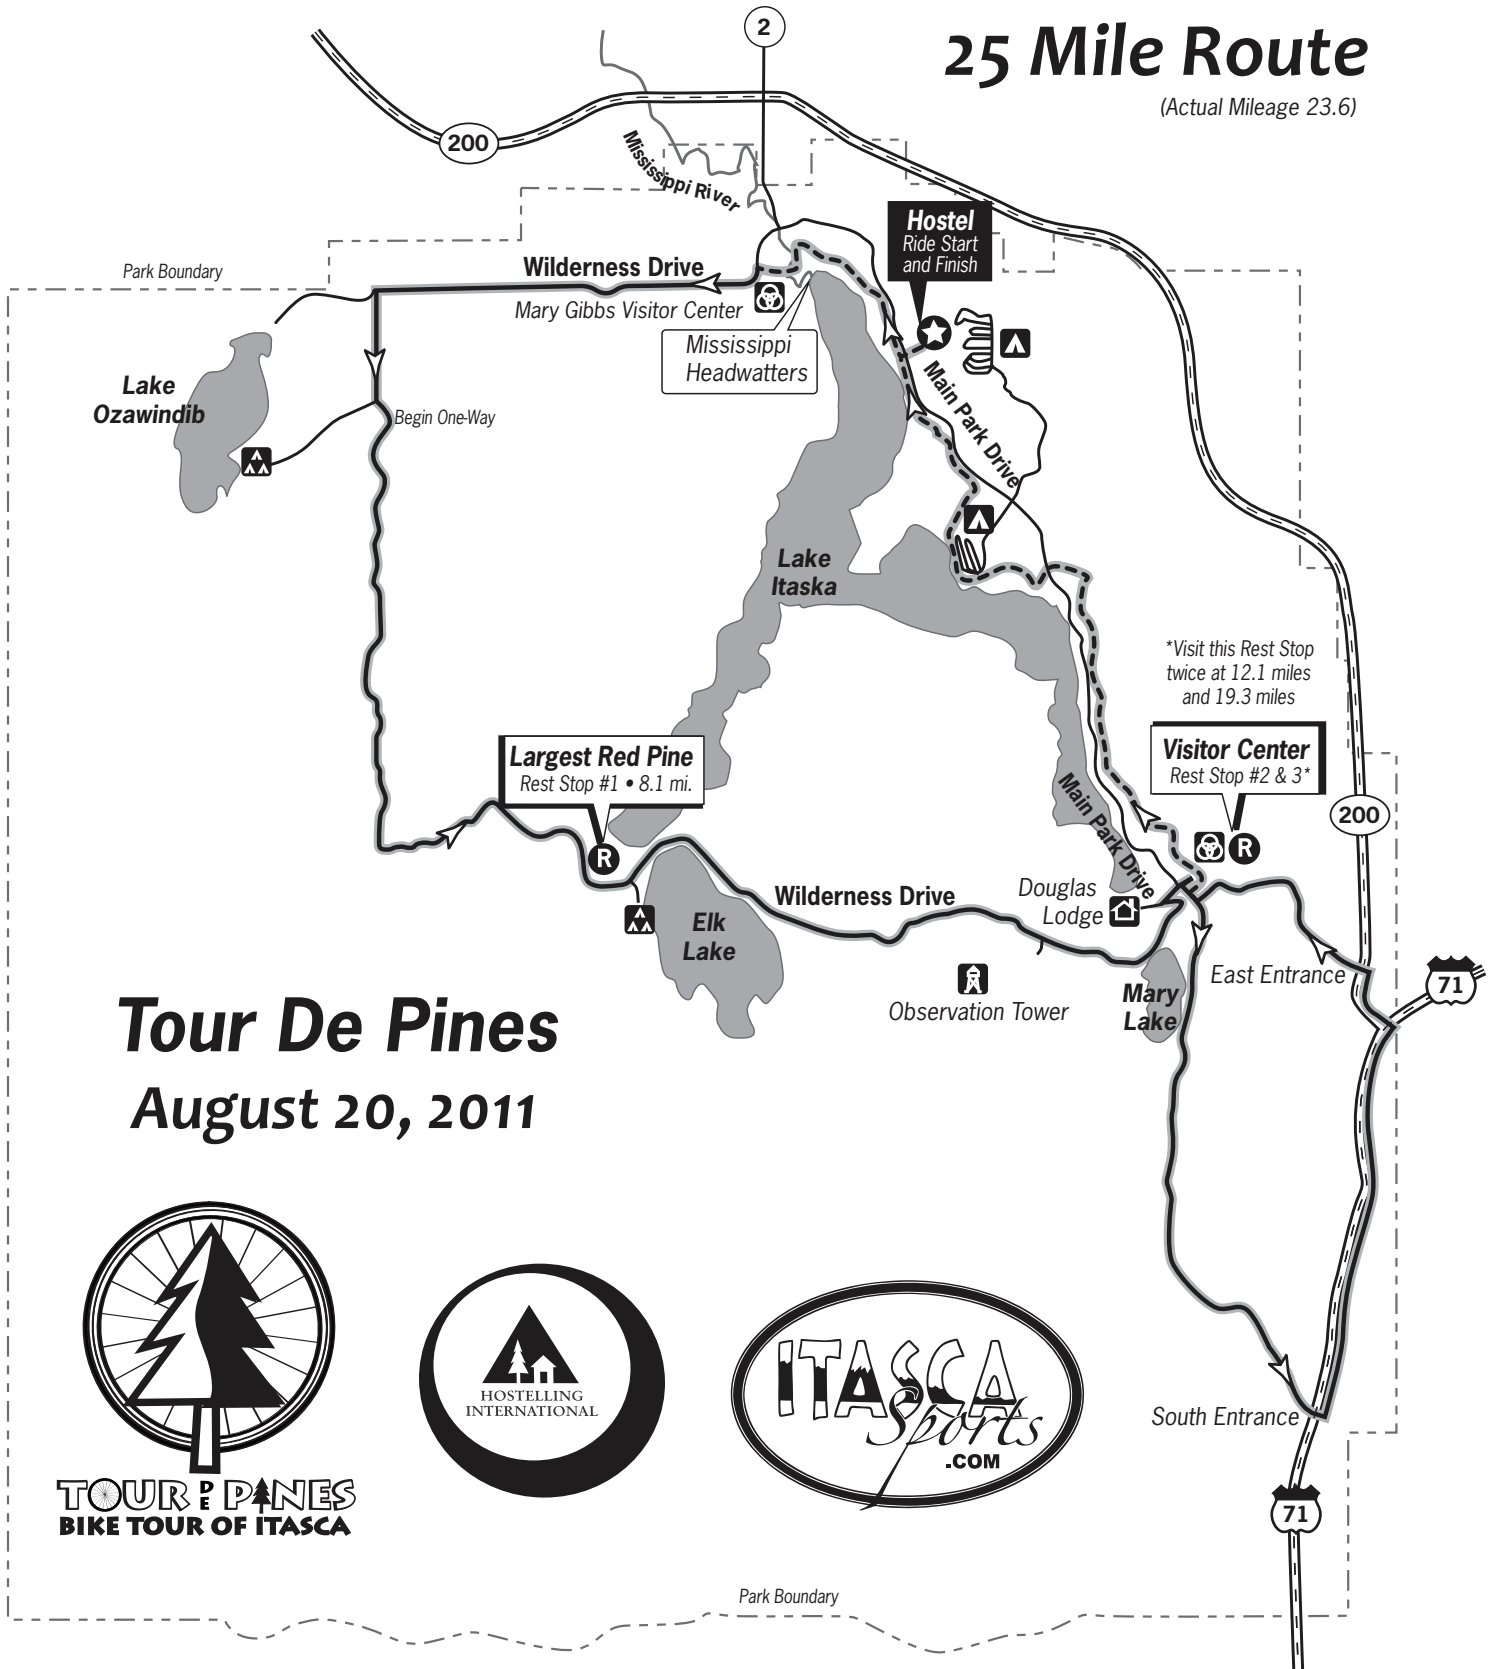 2
25 Mile Route
(Actual Mileage 23.6)
200
Mississippi River
Hostel
Ride Start
and Finish
Park Boundary
Wilderness Drive
Mary Gibbs Visitor Center
Mississippi
Headwatters
Main Park Drive
Lake
Ozawindib
Begin One-Way
Lake
Itaska
*Visit this Rest Stop
twice at 12.1 miles
and 19.3 miles
Largest Red Pine
Rest Stop #1 • 8.1 mi.
R
Visitor Center
Rest Stop #2 & 3*
R
200
Main Park Drive
Wilderness Drive
Douglas
Lodge
Elk
Lake
East Entrance
71
Observation Tower
Mary
Lake
Tour De Pines
August 20, 2011
HOSTELLING
INTERNATIONAL
ITASCA
Sports
.COM
South Entrance
TOUR DE PINES
BIKE TOUR OF ITASCA
71
Park Boundary